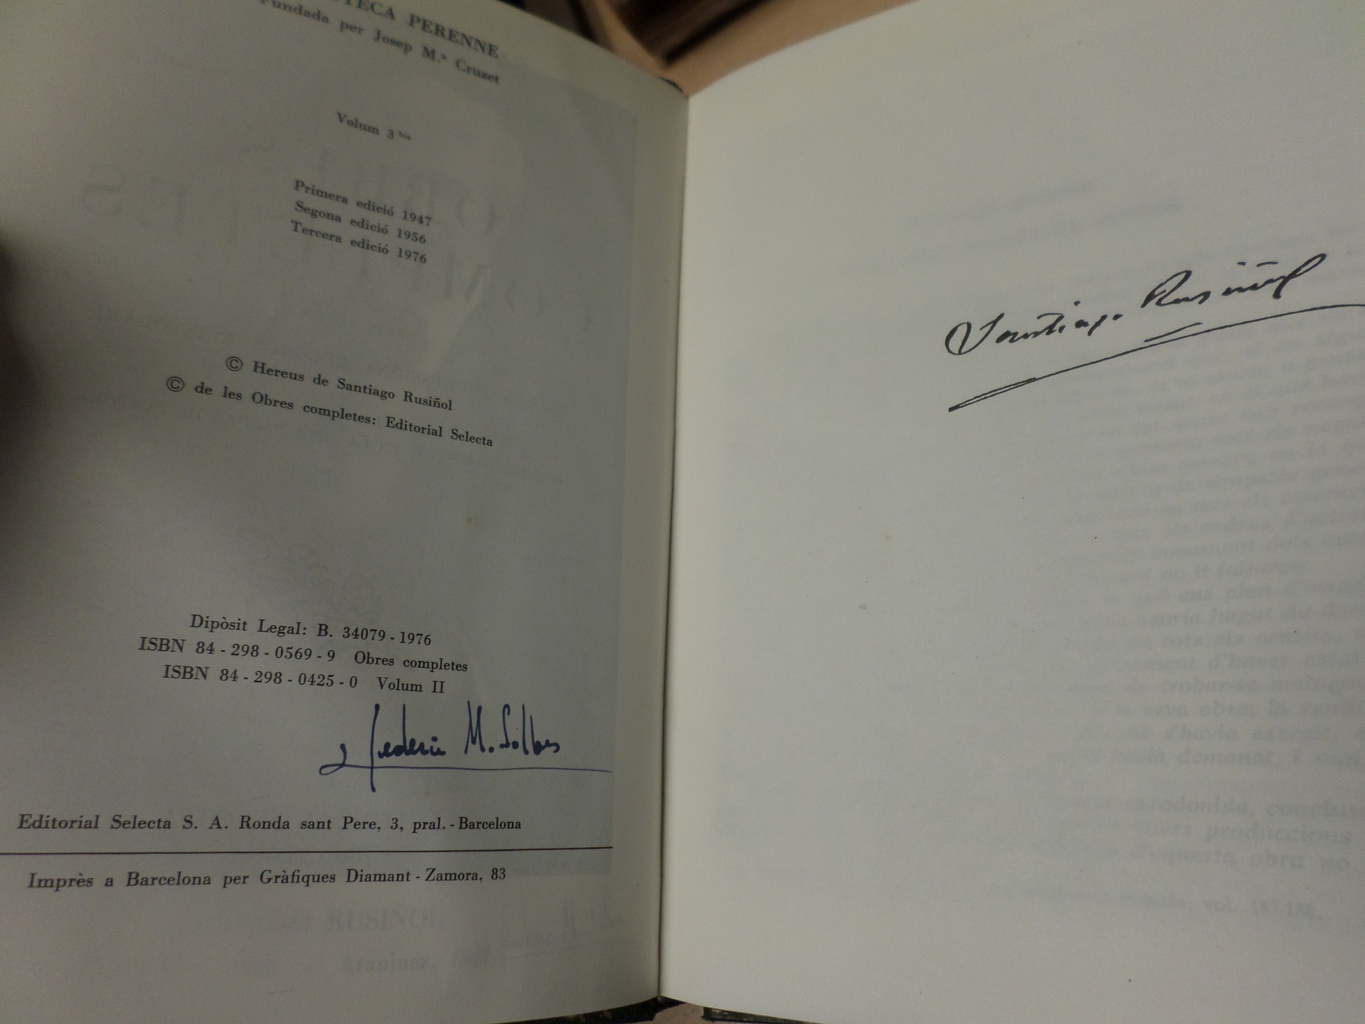 TECA PERENNE
Fundada per Josep M.ª Cruzet
Volum 3 bis
Primera edició 1947
Segona edició 1956
Tercera edició 1976
© Hereus de Santiago Rusiñol
© de les Obres completes: Editorial Selecta
Dipòsit Legal: B. 34079 - 1976
ISBN 84 - 298 - 0569 - 9 Obres completes
ISBN 84 - 298 - 0425 - 0 Volum II
Federic M.
Editorial Selecta S. A. Ronda sant Pere, 3, pral. - Barcelona
Imprès a Barcelona per Gràfiques Diamant - Zamora, 83
Santiago Rusiñol